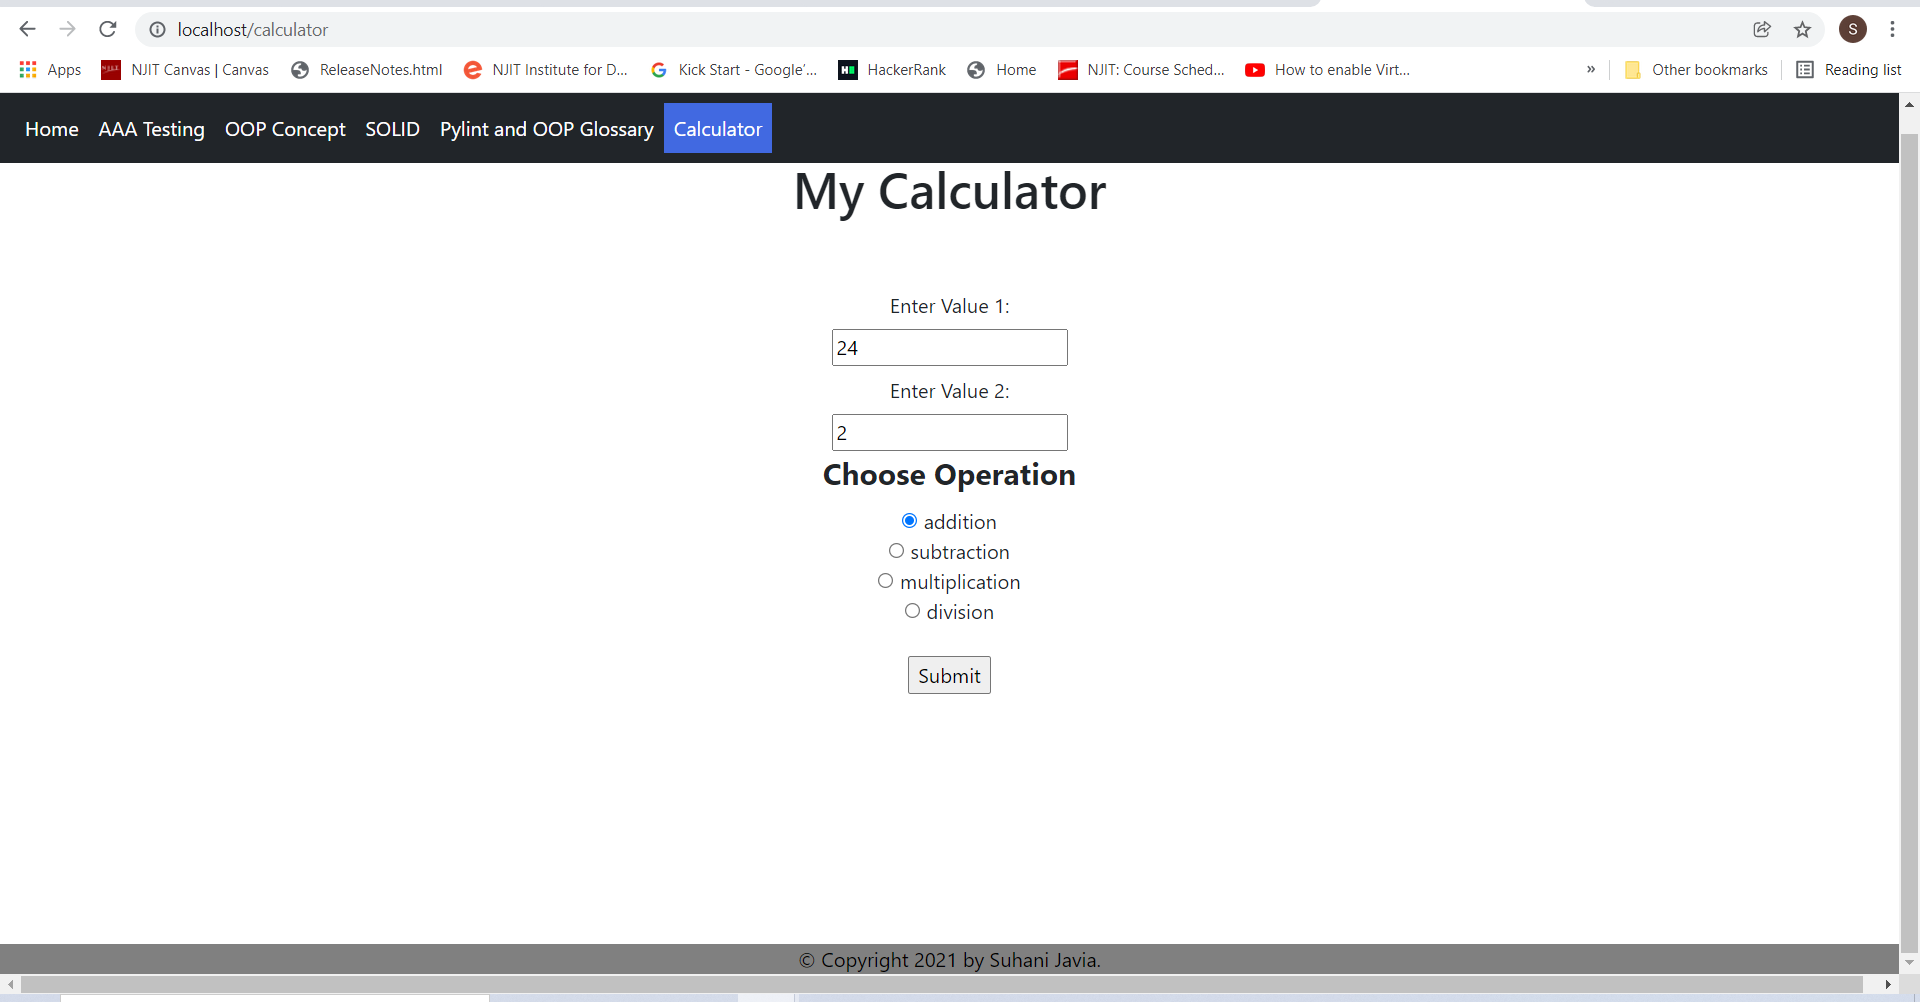 localhost/calculator
S
Apps NJIT Canvas | Canvas ReleaseNotes.html NJIT Institute for D... Kick Start - Google'... HackerRank Home NJIT: Course Sched... How to enable Virt... » Other bookmarks Reading list
Home AAA Testing OOP Concept SOLID Pylint and OOP Glossary Calculator
My Calculator
Enter Value 1:
24
Enter Value 2:
2
Choose Operation
addition
subtraction
multiplication
division
Submit
© Copyright 2021 by Suhani Javia.